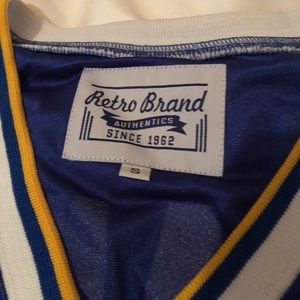 Retro Brand
AUTHENTICS
SINCE 1962
S